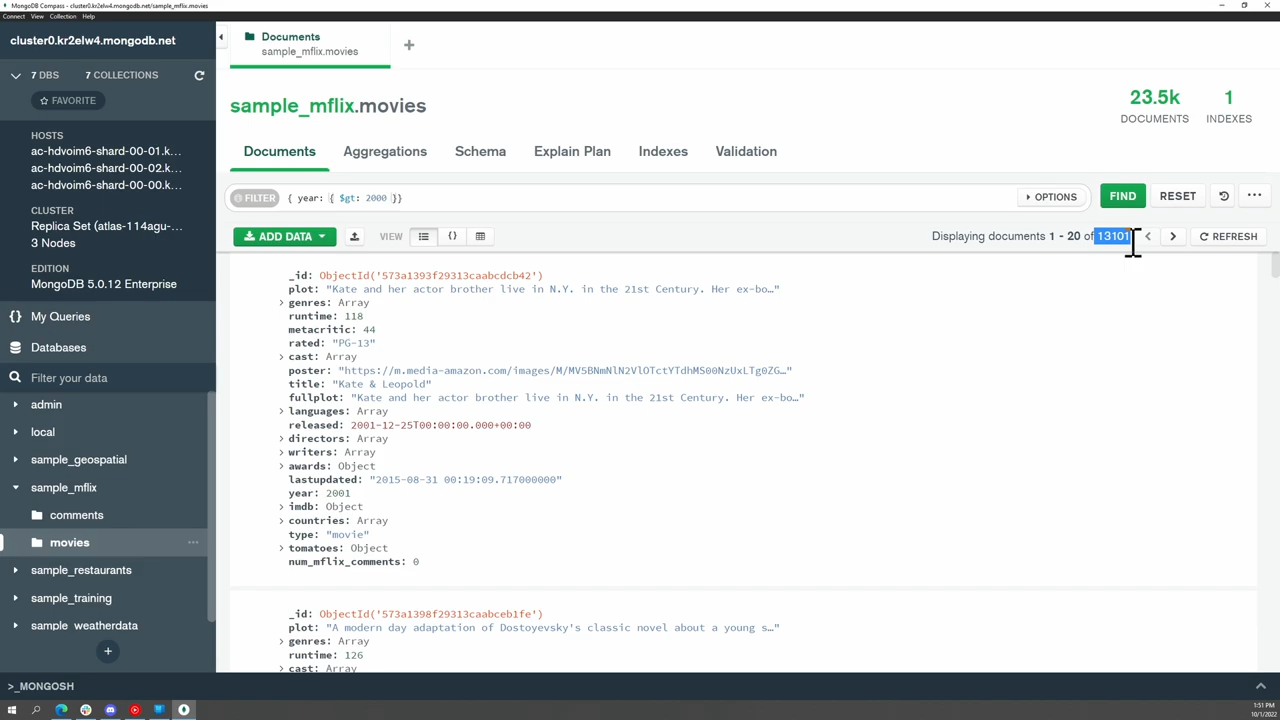 MongoDB Compass - cluster0.kr2elw4.mongodb.net/sample_mflix.movies
Connect View Collection Help
cluster0.kr2elw4.mongodb.net
7 DBS 7 COLLECTIONS
FAVORITE
HOSTS
ac-hdvoim6-shard-00-01.k...
ac-hdvoim6-shard-00-02.k...
ac-hdvoim6-shard-00-00.k...
CLUSTER
Replica Set (atlas-114agu-...
3 Nodes
EDITION
MongoDB 5.0.12 Enterprise
{} My Queries
Databases
Filter your data
admin
local
sample_geospatial
sample_mflix
comments
movies ...
sample_restaurants
sample_training
sample_weatherdata
+
Documents
sample_mflix.movies
+
sample_mflix.movies
23.5k
DOCUMENTS
1
INDEXES
Documents Aggregations Schema Explain Plan Indexes Validation
FILTER { year: { $gt: 2000 }} OPTIONS FIND RESET ...
ADD DATA VIEW {} Displaying documents 1 - 20 of 13101 < > REFRESH
_id: ObjectId('573a1393f29313caabcdcb42')
plot: "Kate and her actor brother live in N.Y. in the 21st Century. Her ex-bo…"
> genres: Array
runtime: 118
metacritic: 44
rated: "PG-13"
> cast: Array
poster: "https://m.media-amazon.com/images/M/MV5BNmNlN2VlOTctYTdhMS00NzUxLTg0ZG…"
title: "Kate & Leopold"
fullplot: "Kate and her actor brother live in N.Y. in the 21st Century. Her ex-bo…"
> languages: Array
released: 2001-12-25T00:00:00.000+00:00
> directors: Array
> writers: Array
> awards: Object
lastupdated: "2015-08-31 00:19:09.717000000"
year: 2001
> imdb: Object
> countries: Array
type: "movie"
> tomatoes: Object
num_mflix_comments: 0
_id: ObjectId('573a1398f29313caabceb1fe')
plot: "A modern day adaptation of Dostoyevsky's classic novel about a young s…"
> genres: Array
runtime: 126
> cast: Array
>_MONGOSH
1:51 PM
10/1/2022